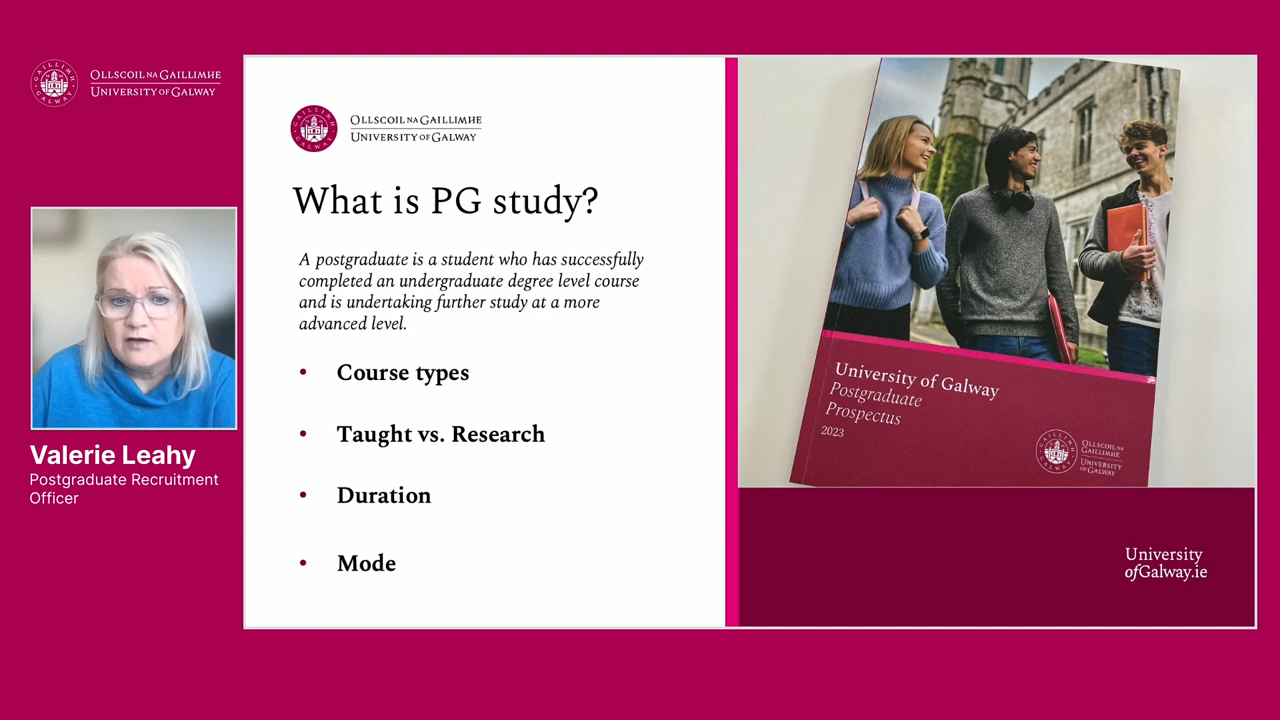 OLLSCOIL NA GAILLIMHE
UNIVERSITY OF GALWAY
Valerie Leahy
Postgraduate Recruitment
Officer
OLLSCOIL NA GAILLIMHE
UNIVERSITY OF GALWAY
What is PG study?
A postgraduate is a student who has successfully
completed an undergraduate degree level course
and is undertaking further study at a more
advanced level.
• Course types
• Taught vs. Research
• Duration
• Mode
University of Galway
Postgraduate
Prospectus
2023
OLLSCOIL NA
GAILLIMHE
UNIVERSITY
OF GALWAY
University
ofGalway.ie